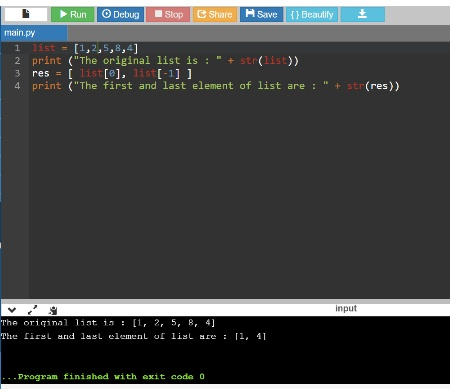 Run Debug Stop Share Save { } Beautify
main.py
1 list = [1,2,5,8,4]
2 print ("The original list is : " + str(list))
3 res = [ list[0], list[-1] ]
4 print ("The first and last element of list are : " + str(res))
input
The original list is : [1, 2, 5, 8, 4]
The first and last element of list are : [1, 4]
...Program finished with exit code 0